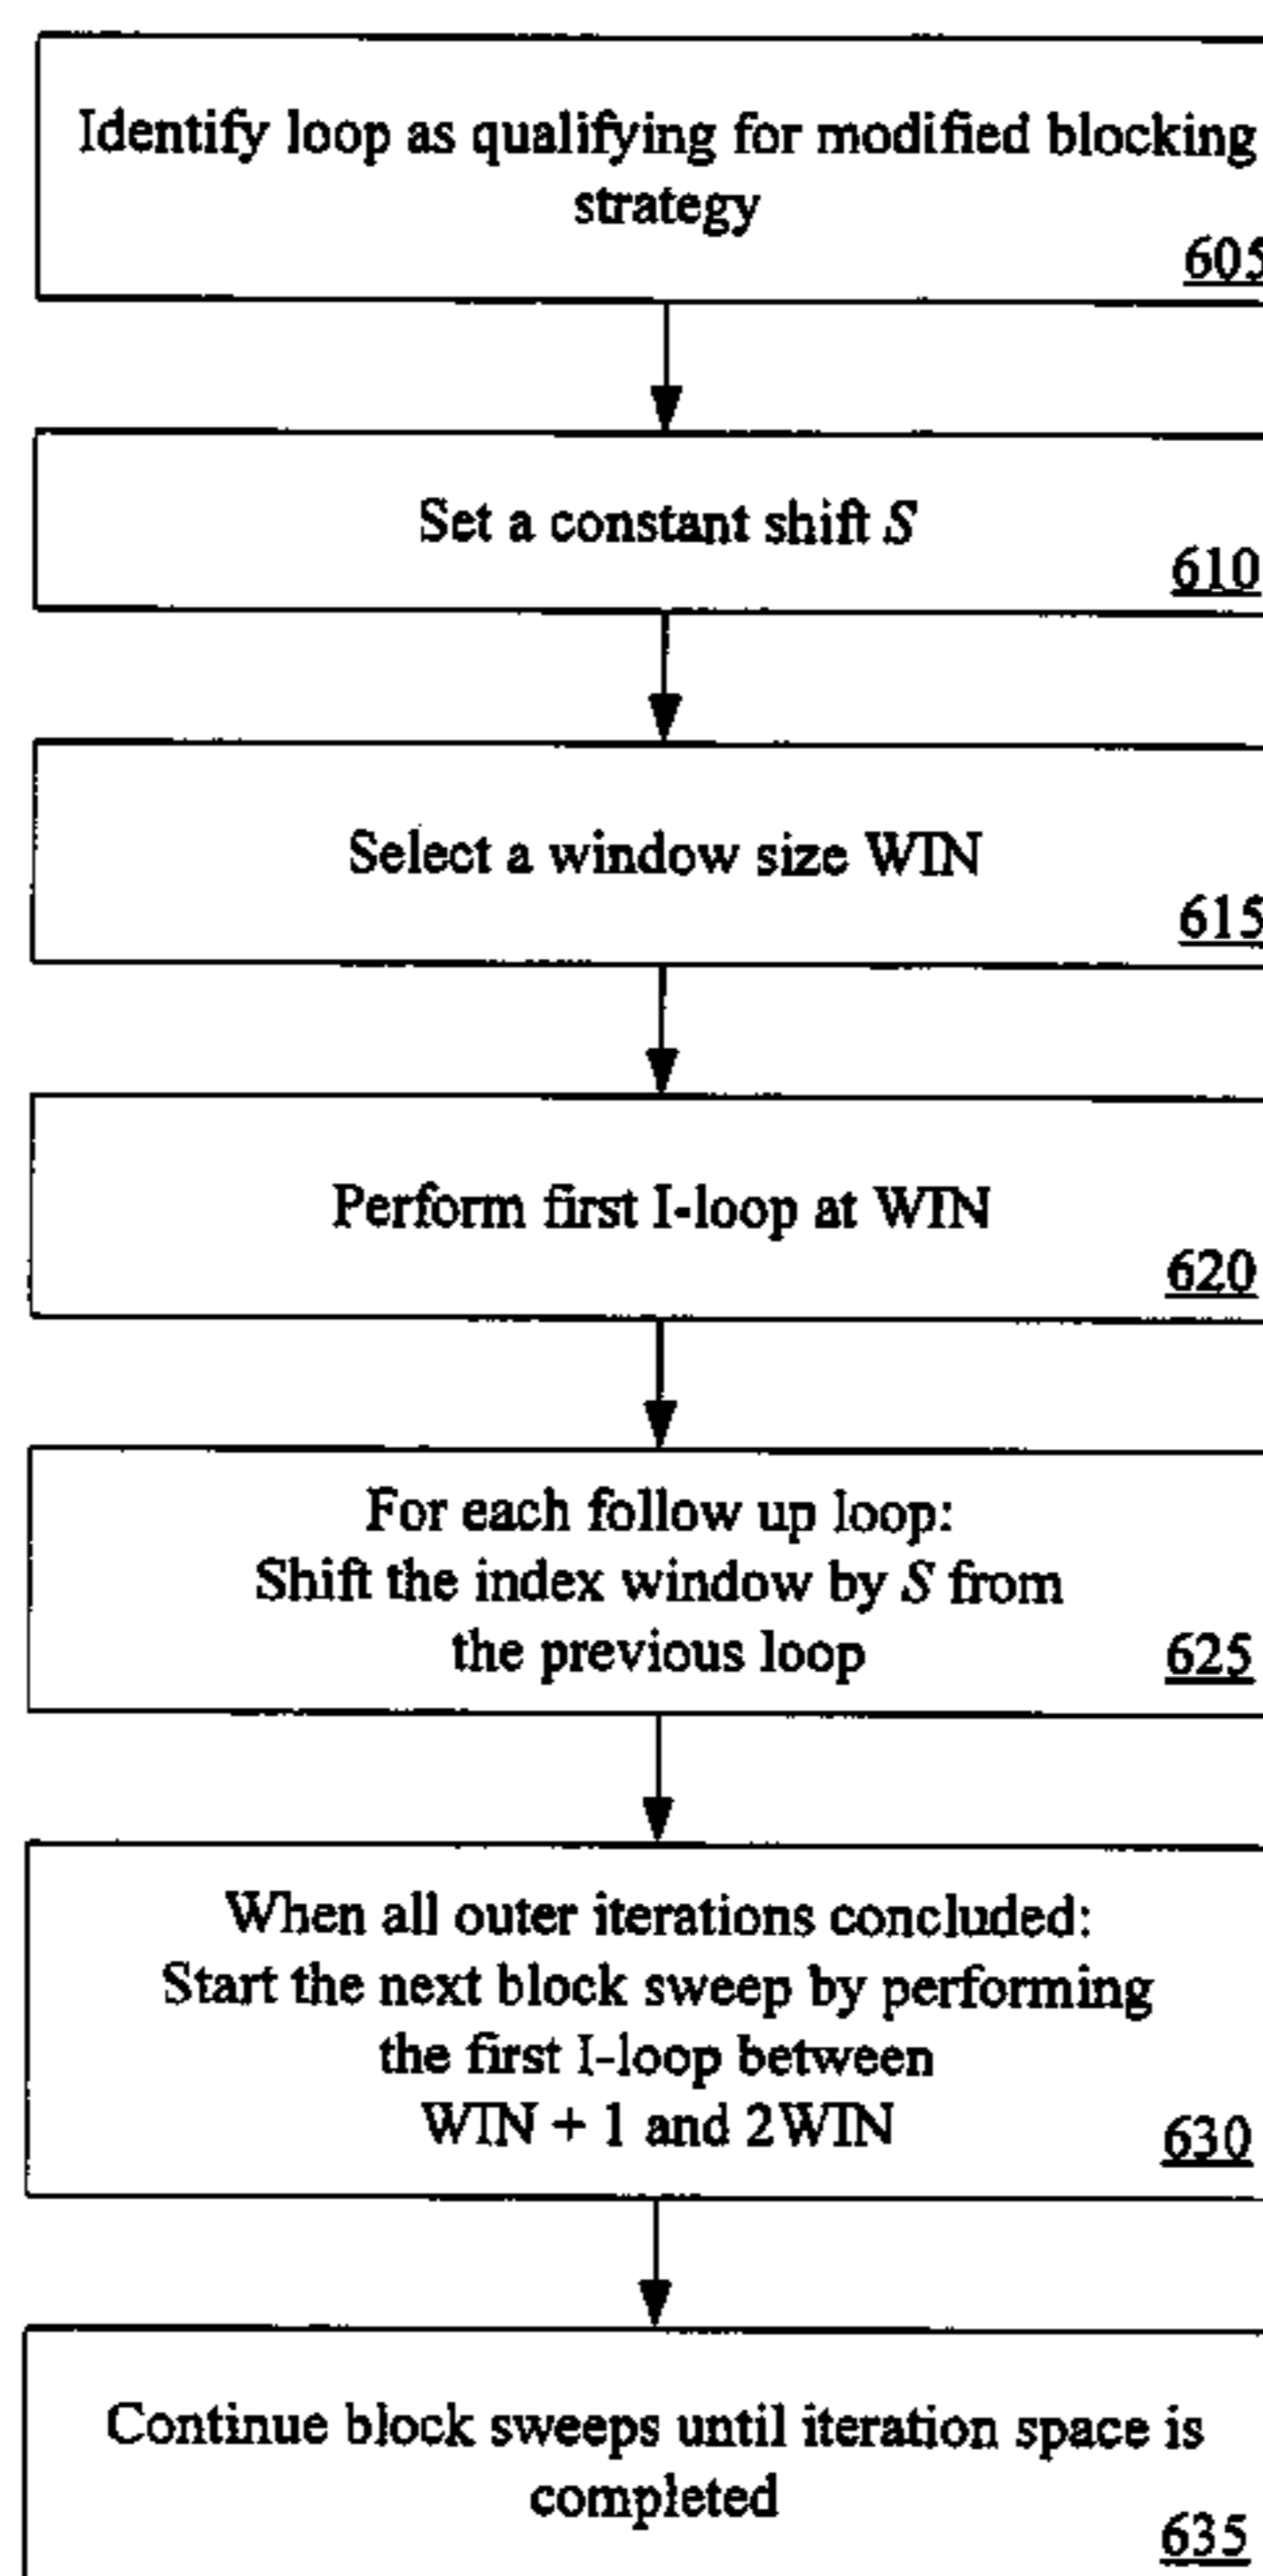 Identify loop as qualifying for modified blocking
strategy
605
Set a constant shift S
610
Select a window size WIN
615
Perform first I-loop at WIN
620
For each follow up loop:
Shift the index window by S from
the previous loop
625
When all outer iterations concluded:
Start the next block sweep by performing
the first I-loop between
WIN + 1 and 2WIN
630
Continue block sweeps until iteration space is
completed
635